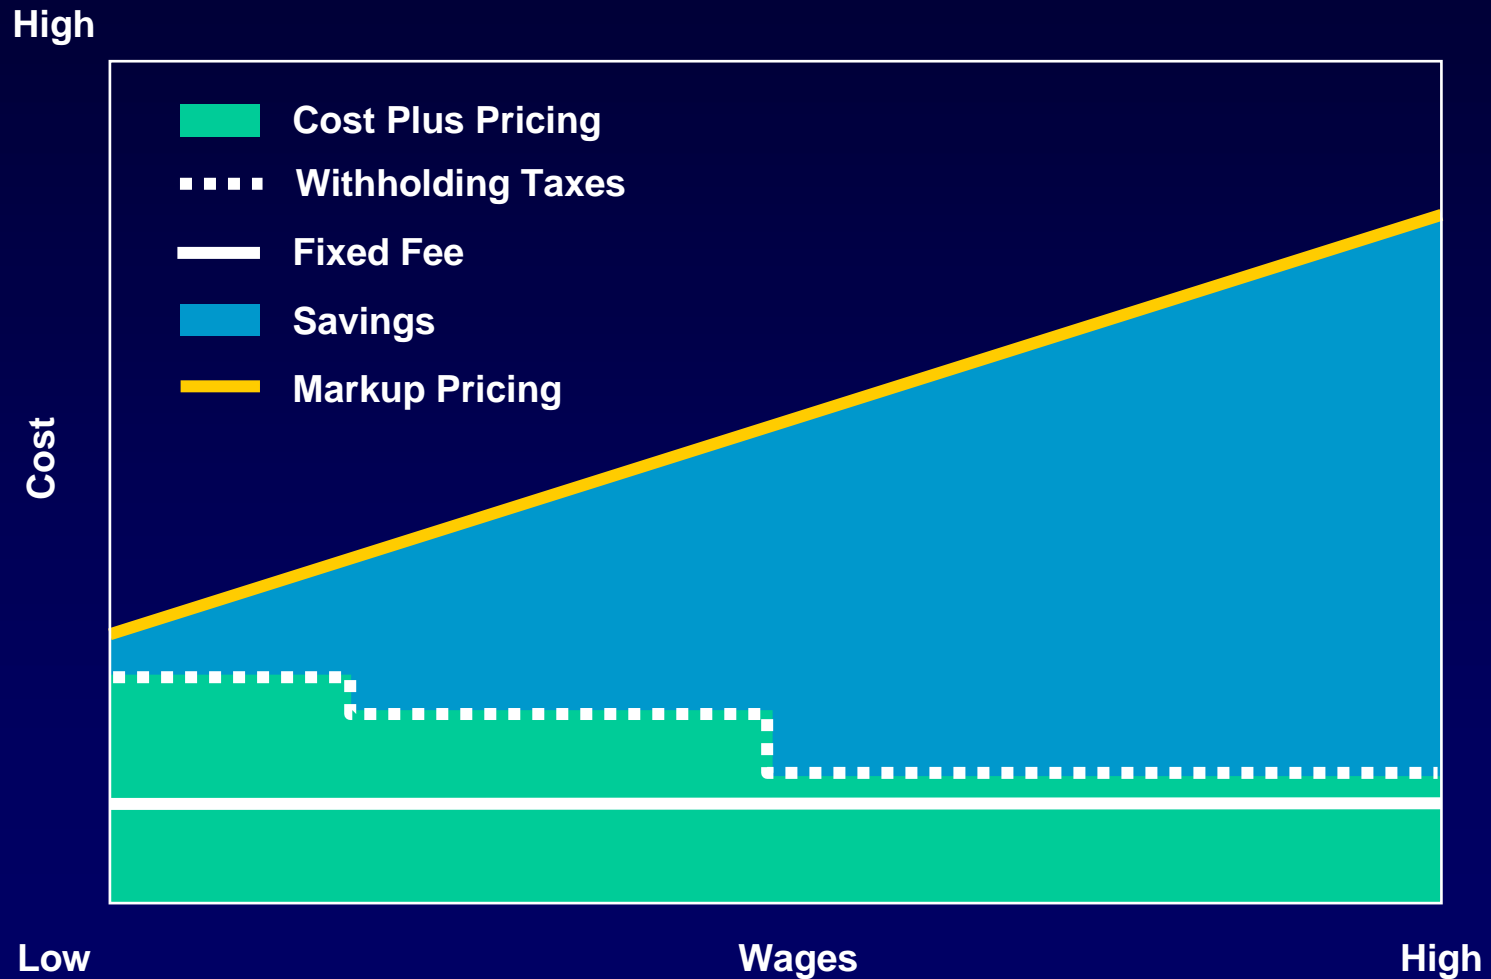 High
Cost Plus Pricing
Withholding Taxes
Fixed Fee
Savings
Markup Pricing
Cost
Low
Wages
High